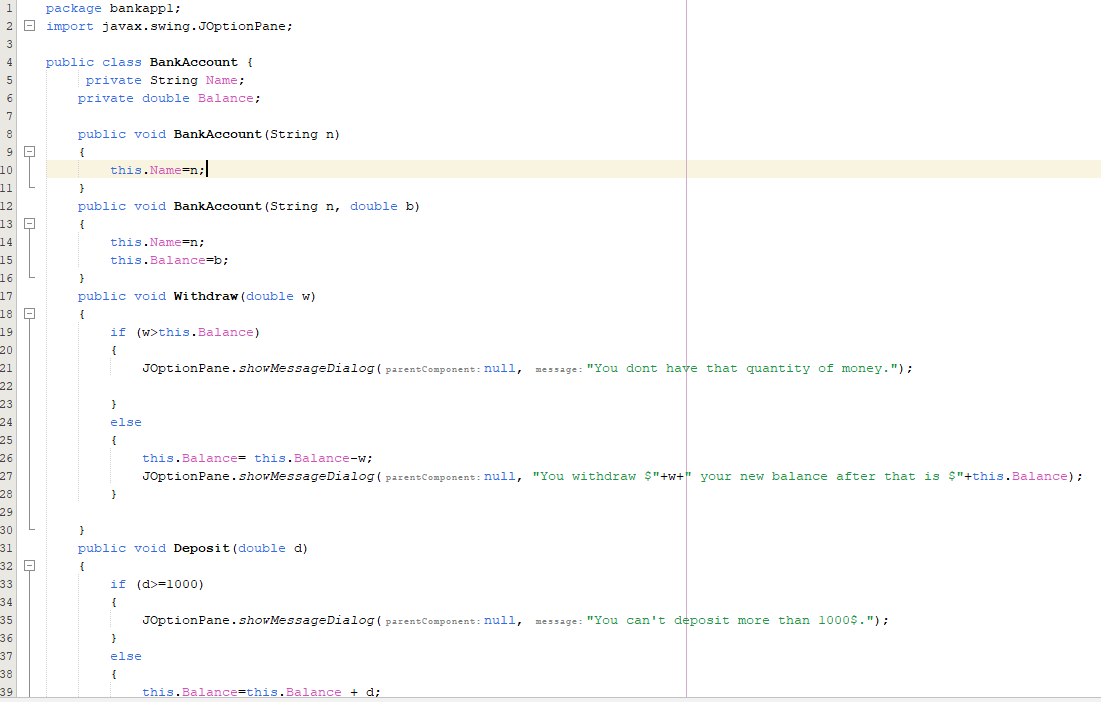 1 package bankappl;
2 import javax.swing.JOptionPane;
3
4 public class BankAccount {
5 private String Name;
6 private double Balance;
7
8 public void BankAccount(String n)
9 {
10 this.Name=n;
11 }
12 public void BankAccount(String n, double b)
13 {
14 this.Name=n;
15 this.Balance=b;
16 }
17 public void Withdraw(double w)
18 {
19 if (w>this.Balance)
20 {
21 JOptionPane.showMessageDialog( parentComponent: null, message: "You dont have that quantity of money.");
22
23 }
24 else
25 {
26 this.Balance= this.Balance-w;
27 JOptionPane.showMessageDialog( parentComponent: null, "You withdraw $"+w+" your new balance after that is $"+this.Balance);
28 }
29
30 }
31 public void Deposit(double d)
32 {
33 if (d>=1000)
34 {
35 JOptionPane.showMessageDialog( parentComponent: null, message: "You can't deposit more than 1000$.");
36 }
37 else
38 {
39 this.Balance=this.Balance + d;